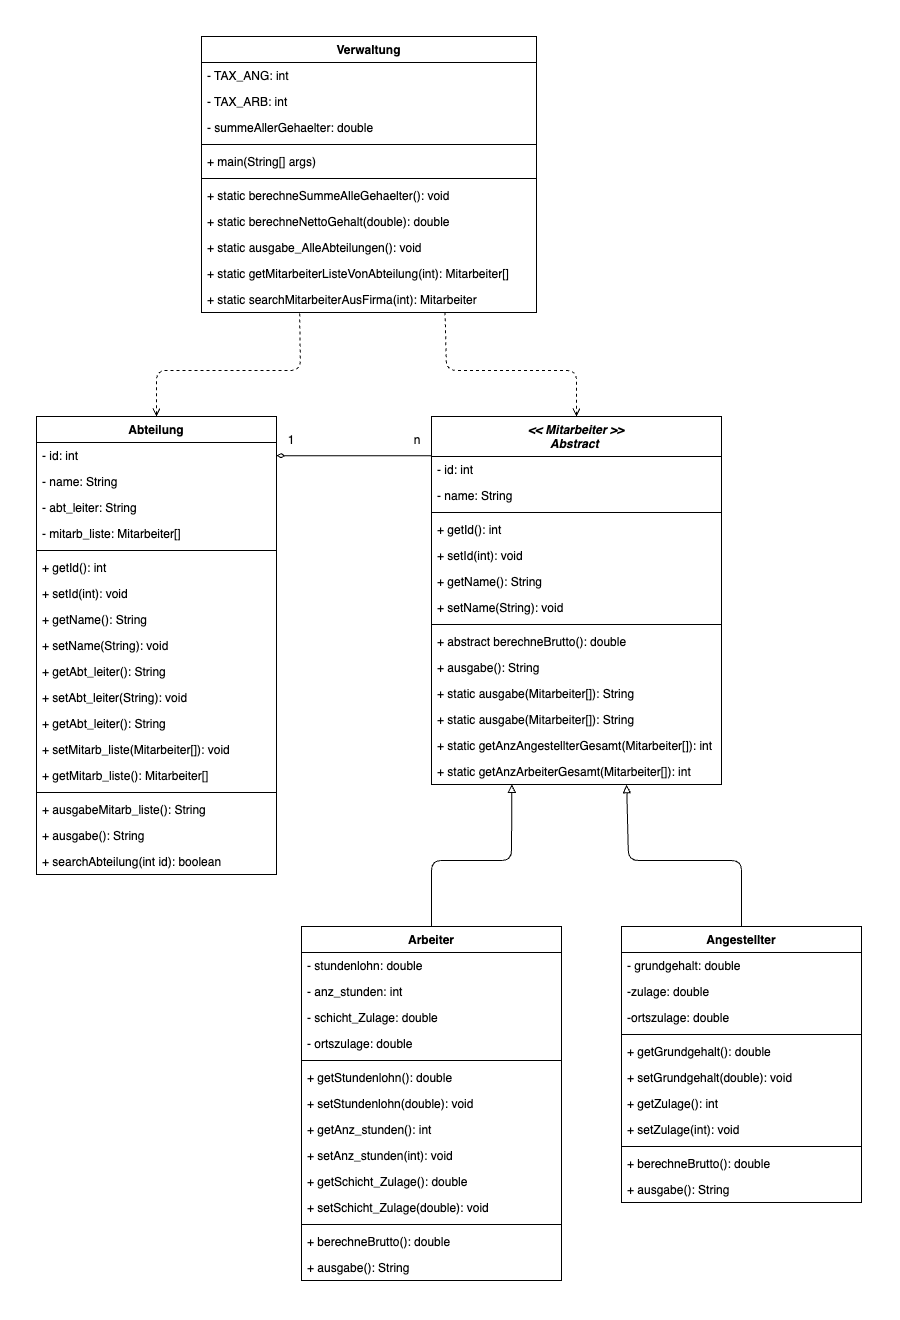 Verwaltung
- TAX_ANG: int
- TAX_ARB: int
- summeAllerGehaelter: double
+ main(String[] args)
+ static berechneSummeAlleGehaelter(): void
+ static berechneNettoGehalt(double): double
+ static ausgabe_AlleAbteilungen(): void
+ static getMitarbeiterListeVonAbteilung(int): Mitarbeiter[]
+ static searchMitarbeiterAusFirma(int): Mitarbeiter
Abteilung
- id: int
- name: String
- abt_leiter: String
- mitarb_liste: Mitarbeiter[]
+ getId(): int
+ setId(int): void
+ getName(): String
+ setName(String): void
+ getAbt_leiter(): String
+ setAbt_leiter(String): void
+ getAbt_leiter(): String
+ setMitarb_liste(Mitarbeiter[]): void
+ getMitarb_liste(): Mitarbeiter[]
+ ausgabeMitarb_liste(): String
+ ausgabe(): String
+ searchAbteilung(int id): boolean
1
n
<< Mitarbeiter >>
Abstract
- id: int
- name: String
+ getId(): int
+ setId(int): void
+ getName(): String
+ setName(String): void
+ abstract berechneBrutto(): double
+ ausgabe(): String
+ static ausgabe(Mitarbeiter[]): String
+ static ausgabe(Mitarbeiter[]): String
+ static getAnzAngestellterGesamt(Mitarbeiter[]): int
+ static getAnzArbeiterGesamt(Mitarbeiter[]): int
Arbeiter
- stundenlohn: double
- anz_stunden: int
- schicht_Zulage: double
- ortszulage: double
+ getStundenlohn(): double
+ setStundenlohn(double): void
+ getAnz_stunden(): int
+ setAnz_stunden(int): void
+ getSchicht_Zulage(): double
+ setSchicht_Zulage(double): void
+ berechneBrutto(): double
+ ausgabe(): String
Angestellter
- grundgehalt: double
-zulage: double
-ortszulage: double
+ getGrundgehalt(): double
+ setGrundgehalt(double): void
+ getZulage(): int
+ setZulage(int): void
+ berechneBrutto(): double
+ ausgabe(): String